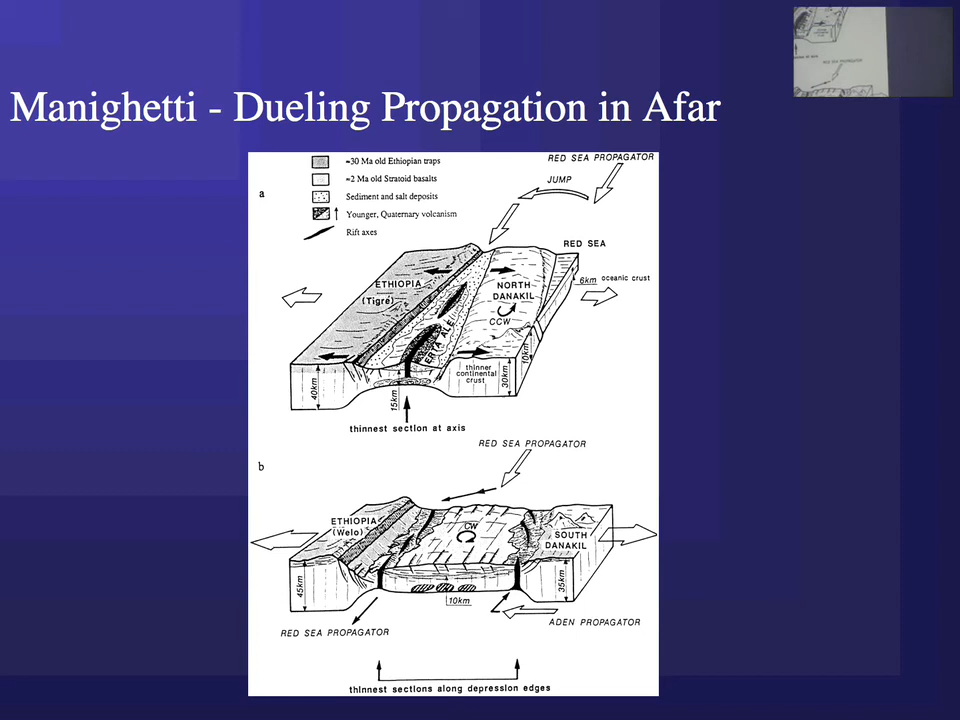 Manighetti - Dueling Propagation in Afar
a
≈30 Ma old Ethiopian traps
≈2 Ma old Stratoid basalts
Sediment and salt deposits
Younger, Quaternary volcanism
Rift axes
RED SEA PROPAGATOR
JUMP
RED SEA
ETHIOPIA
(Tigre)
NORTH
DANAKIL
CCW
6km oceanic crust
ERTA ALE
10km
thinner
continental
crust
30km
40km
15km
thinnest section at axis
b
RED SEA PROPAGATOR
ETHIOPIA
(Welo)
CW
SOUTH
DANAKIL
45km
35km
10km
RED SEA PROPAGATOR
ADEN PROPAGATOR
thinnest sections along depression edges
RED SEA PROPAGATOR